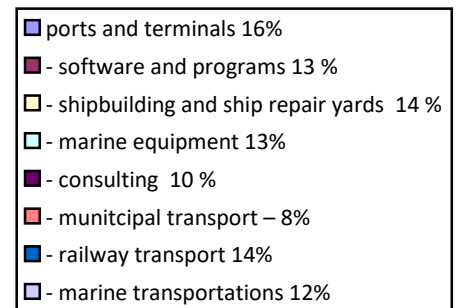 ports and terminals 16%
- software and programs 13 %
- shipbuilding and ship repair yards 14 %
- marine equipment 13%
- consulting 10 %
- munitcipal transport – 8%
- railway transport 14%
- marine transportations 12%